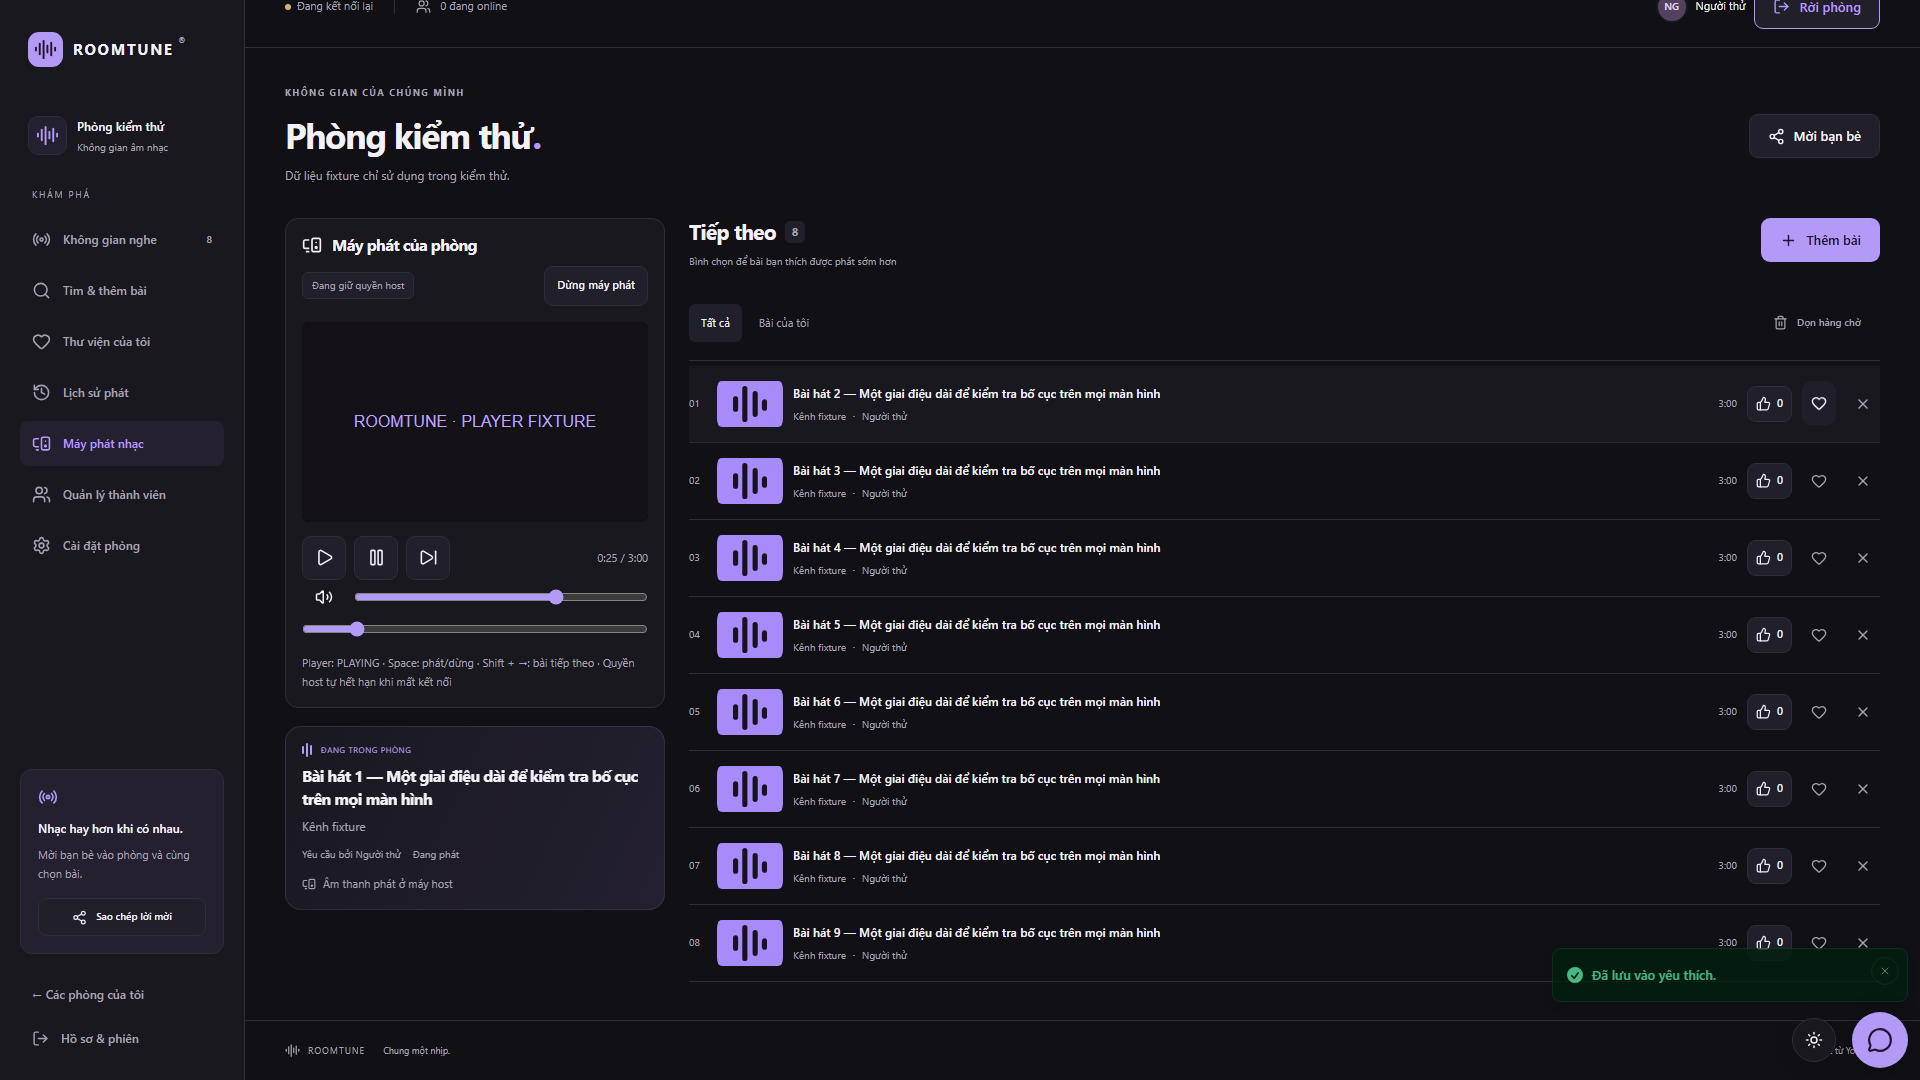 ROOMTUNE ®
Phòng kiểm thử
Không gian âm nhạc
KHÁM PHÁ
Không gian nghe 8
Tìm & thêm bài
Thư viện của tôi
Lịch sử phát
Máy phát nhạc
Quản lý thành viên
Cài đặt phòng
Nhạc hay hơn khi có nhau.
Mời bạn bè vào phòng và cùng
chọn bài.
Sao chép lời mời
← Các phòng của tôi
Hồ sơ & phiên
Đang kết nối lại
0 đang online
NG Người thử
Rời phòng
KHÔNG GIAN CỦA CHÚNG MÌNH
Phòng kiểm thử.
Dữ liệu fixture chỉ sử dụng trong kiểm thử.
Mời bạn bè
Máy phát của phòng
Đang giữ quyền host
Dừng máy phát
ROOMTUNE · PLAYER FIXTURE
0:25 / 3:00
Player: PLAYING · Space: phát/dừng · Shift + →: bài tiếp theo · Quyền
host tự hết hạn khi mất kết nối
ĐANG TRONG PHÒNG
Bài hát 1 — Một giai điệu dài để kiểm tra bố cục
trên mọi màn hình
Kênh fixture
Yêu cầu bởi Người thử Đang phát
Âm thanh phát ở máy host
Tiếp theo 8
Bình chọn để bài bạn thích được phát sớm hơn
+ Thêm bài
Tất cả
Bài của tôi
Dọn hàng chờ
01 Bài hát 2 — Một giai điệu dài để kiểm tra bố cục trên mọi màn hình 3:00 0
Kênh fixture · Người thử
02 Bài hát 3 — Một giai điệu dài để kiểm tra bố cục trên mọi màn hình 3:00 0
Kênh fixture · Người thử
03 Bài hát 4 — Một giai điệu dài để kiểm tra bố cục trên mọi màn hình 3:00 0
Kênh fixture · Người thử
04 Bài hát 5 — Một giai điệu dài để kiểm tra bố cục trên mọi màn hình 3:00 0
Kênh fixture · Người thử
05 Bài hát 6 — Một giai điệu dài để kiểm tra bố cục trên mọi màn hình 3:00 0
Kênh fixture · Người thử
06 Bài hát 7 — Một giai điệu dài để kiểm tra bố cục trên mọi màn hình 3:00 0
Kênh fixture · Người thử
07 Bài hát 8 — Một giai điệu dài để kiểm tra bố cục trên mọi màn hình 3:00 0
Kênh fixture · Người thử
08 Bài hát 9 — Một giai điệu dài để kiểm tra bố cục trên mọi màn hình 3:00 0
Kênh fixture · Người thử
Đã lưu vào yêu thích.
ROOMTUNE Chung một nhịp.
từ